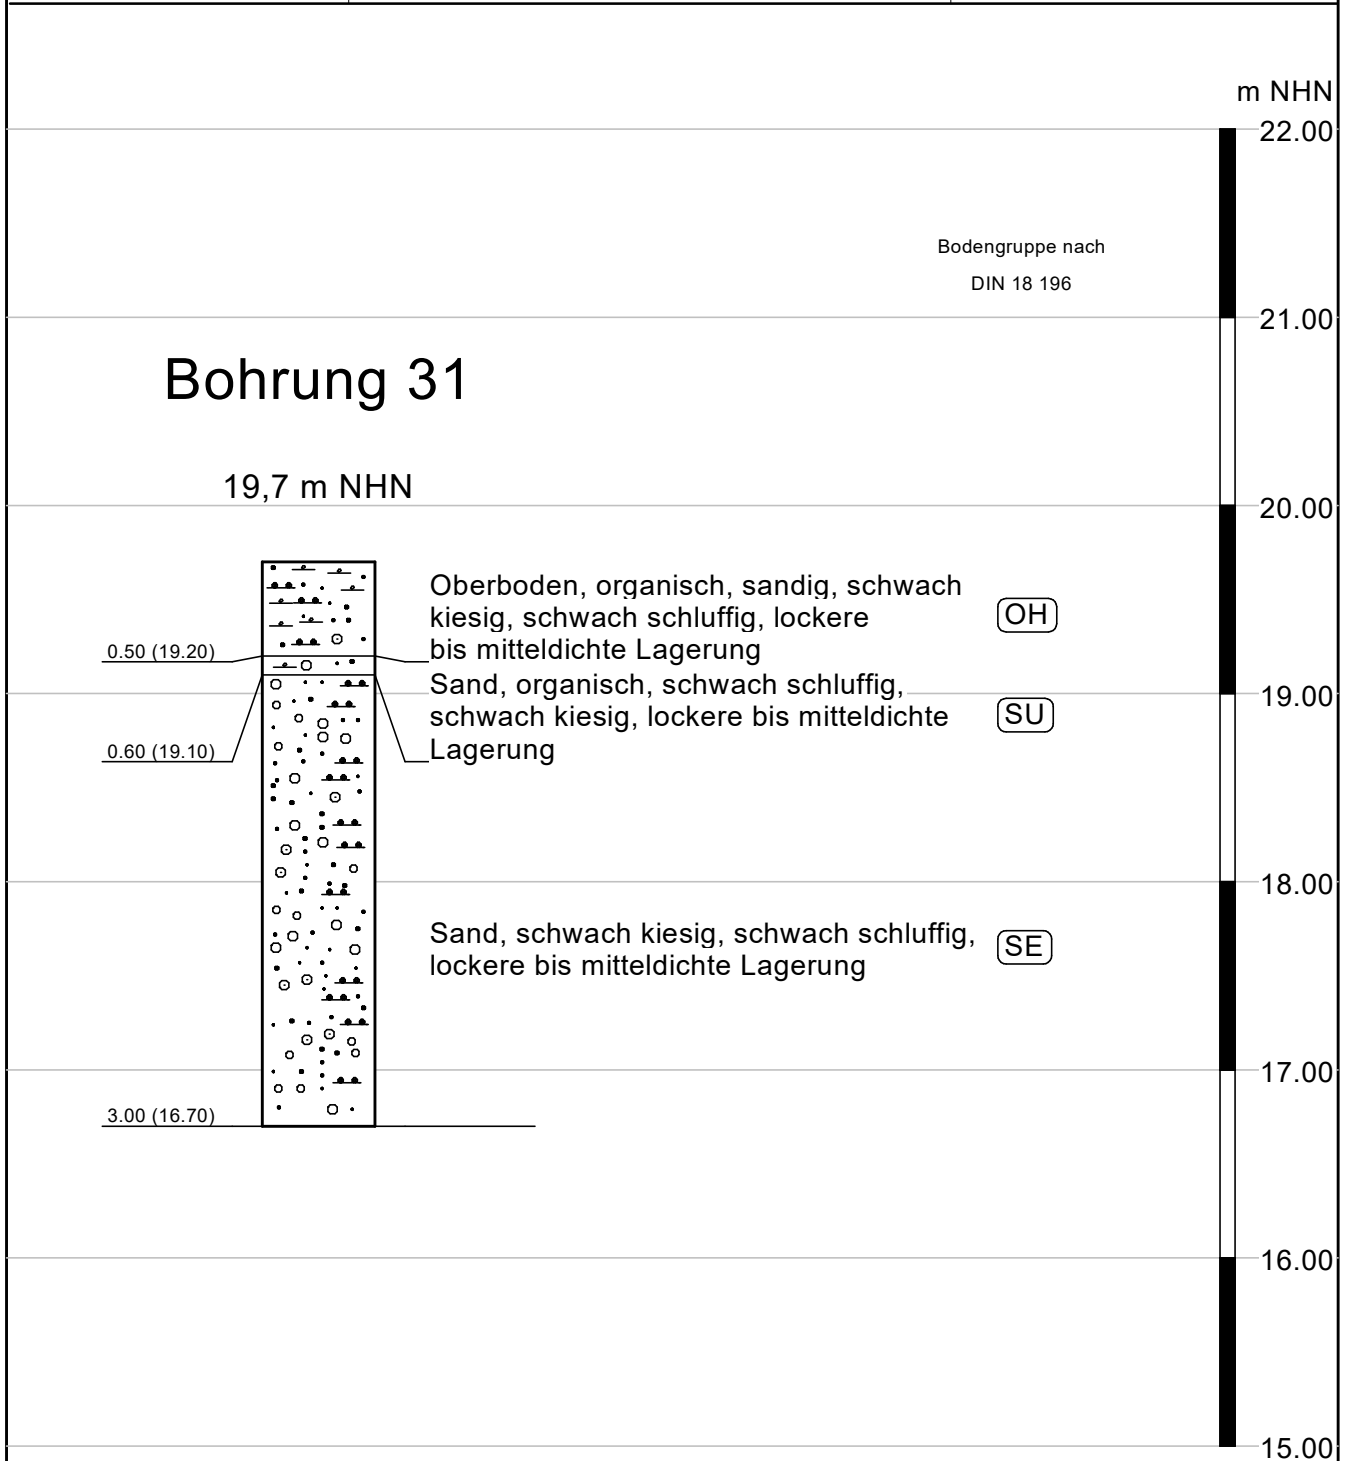 m NHN
22.00
Bodengruppe nach
DIN 18 196
21.00
Bohrung 31
19,7 m NHN
20.00
Oberboden, organisch, sandig, schwach
kiesig, schwach schluffig, lockere
bis mitteldichte Lagerung
OH
0.50 (19.20)
Sand, organisch, schwach schluffig,
schwach kiesig, lockere bis mitteldichte
Lagerung
SU
19.00
0.60 (19.10)
18.00
Sand, schwach kiesig, schwach schluffig,
lockere bis mitteldichte Lagerung
SE
17.00
3.00 (16.70)
16.00
15.00